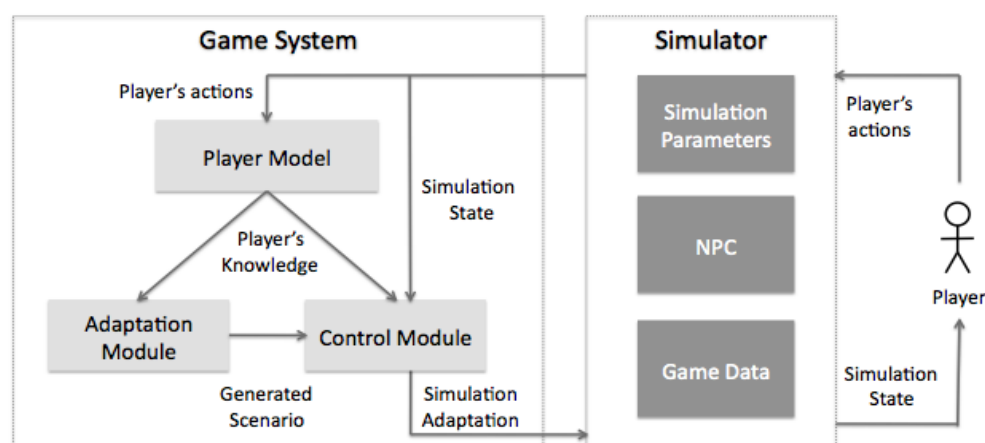 Game System
Simulator
Player's actions
Player Model
Simulation
State
Player's
Knowledge
Adaptation
Module
Control Module
Generated
Scenario
Simulation
Adaptation
Simulation
Parameters
NPC
Game Data
Player's
actions
Player
Simulation
State